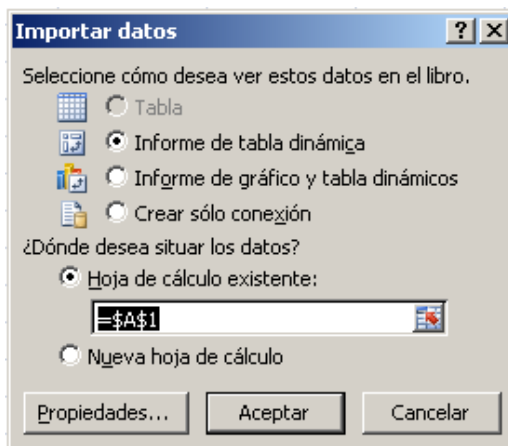 Importar datos
Seleccione cómo desea ver estos datos en el libro.
Tabla
Informe de tabla dinámica
Informe de gráfico y tabla dinámicos
Crear sólo conexión
¿Dónde desea situar los datos?
Hoja de cálculo existente:
=$A$1
Nueva hoja de cálculo
Propiedades... Aceptar Cancelar